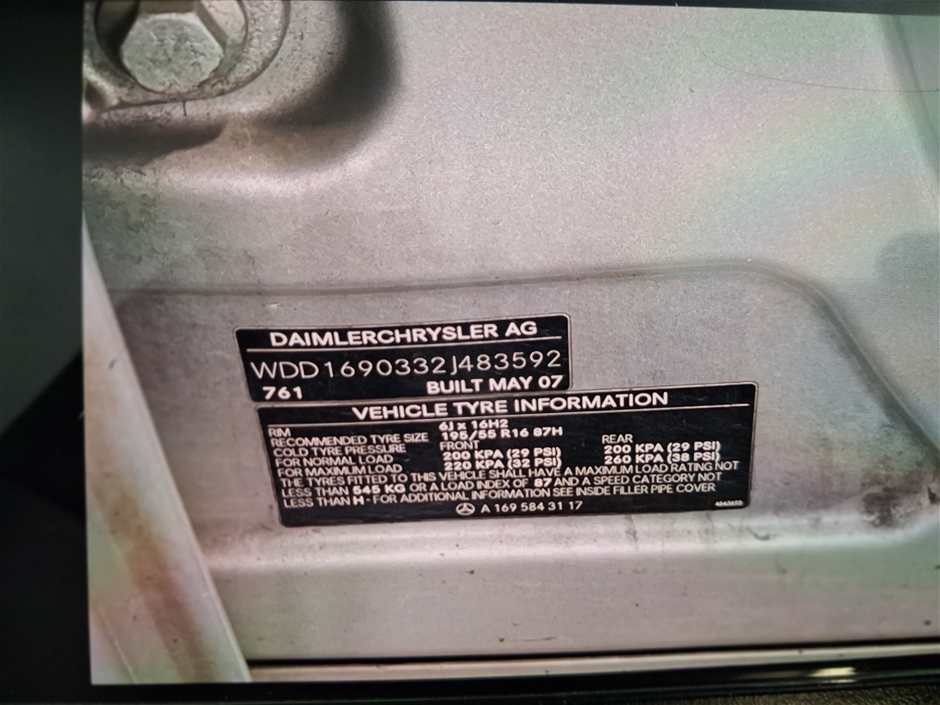 DAIMLERCHRYSLER AG
WDD1690332J483592
761 BUILT MAY 07
VEHICLE TYRE INFORMATION
RIM 6J x 16H2
RECOMMENDED TYRE SIZE 195/55 R16 87H
COLD TYRE PRESSURE FRONT REAR
FOR NORMAL LOAD 200 KPA (29 PSI) 200 KPA (29 PSI)
FOR MAXIMUM LOAD 220 KPA (32 PSI) 260 KPA (38 PSI)
THE TYRES FITTED TO THIS VEHICLE SHALL HAVE A MAXIMUM LOAD RATING NOT
LESS THAN 545 KG OR A LOAD INDEX OF 87 AND A SPEED CATEGORY NOT
LESS THAN H - FOR ADDITIONAL INFORMATION SEE INSIDE FILLER PIPE COVER
A 169 584 31 17